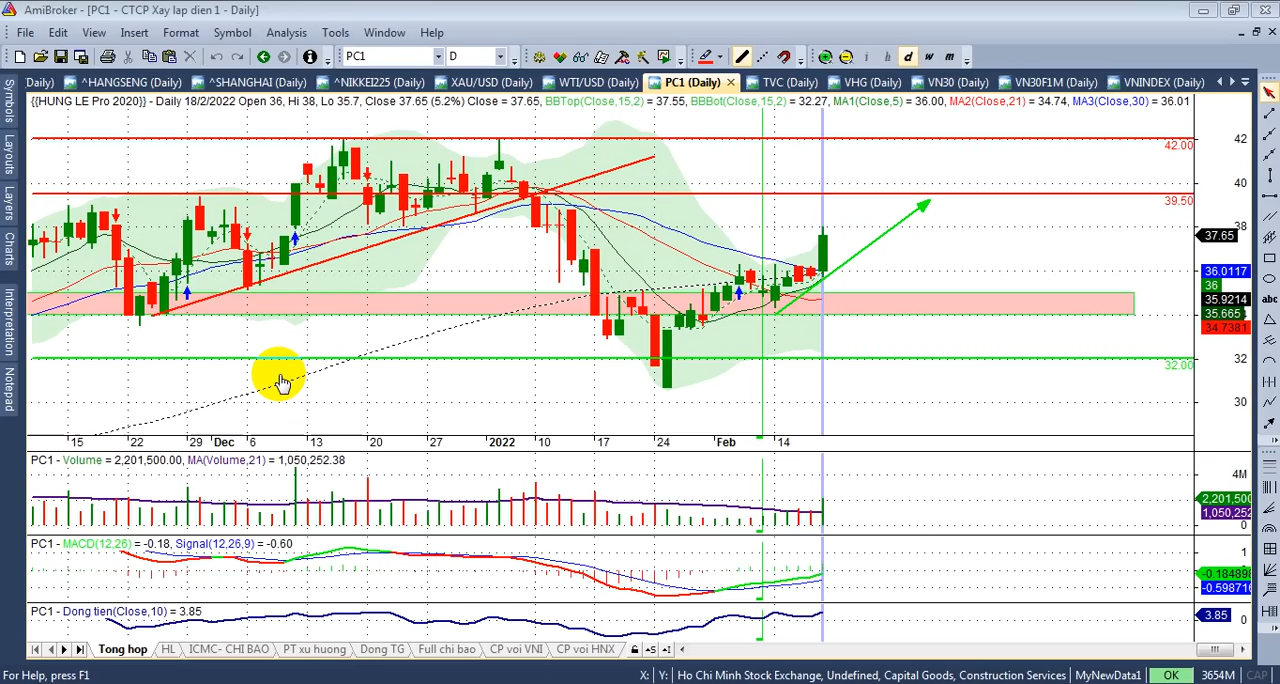 AmiBroker - [PC1 - CTCP Xay lap dien 1 - Daily]
File Edit View Insert Format Symbol Analysis Tools Window Help
PC1 D h d w m
Daily) ^HANGSENG (Daily) ^SHANGHAI (Daily) ^NIKKEI225 (Daily) XAU/USD (Daily) WTI/USD (Daily) PC1 (Daily) TVC (Daily) VHG (Daily) VN30 (Daily) VN30F1M (Daily) VNINDEX (Daily)
{{HUNG LE Pro 2020}} - Daily 18/2/2022 Open 36, Hi 38, Lo 35.7, Close 37.65 (5.2%) Close = 37.65, BBTop(Close,15,2) = 37.55, BBBot(Close,15,2) = 32.27, MA1(Close,5) = 36.00, MA2(Close,21) = 34.74, MA3(Close,30) = 36.01
Symbols
Layouts
Layers
Charts
Interpretation
Notepad
42
42.00
40
39.50
38
37.65
36.0117
36
35.9214
35.665
34.7381
32
32.00
30
abc
15 22 29 Dec 6 13 20 27 2022 10 17 24 Feb 14
PC1 - Volume = 2,201,500.00, MA(Volume,21) = 1,050,252.38
4M
2,201,500
1,050,252
0
PC1 - MACD(12,26) = -0.18, Signal(12,26,9) = -0.60
1
-0.184898
-0.598716
PC1 - Dong tien(Close,10) = 3.85
3.85
0
Tong hop HL ICMC- CHI BAO PT xu huong Dong TG Full chi bao CP voi VNI CP voi HNX
For Help, press F1 X: Y: Ho Chi Minh Stock Exchange, Undefined, Capital Goods, Construction Services MyNewData1 OK 3654M CAP